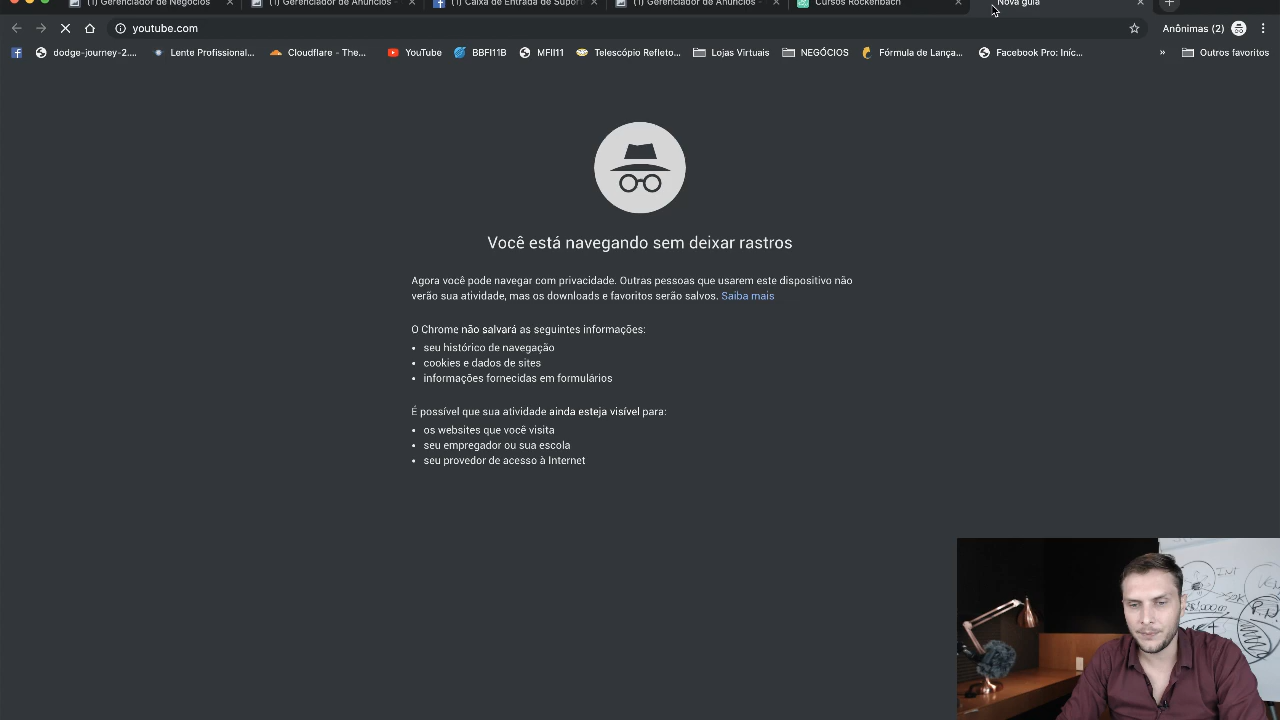 (1) Gerenciador de Negócios
(1) Gerenciador de Anúncios -
(1) Caixa de Entrada de Supor
(1) Gerenciador de Anúncios -
Cursos Rockenbach
Nova guia
youtube.com
Anônimas (2)
dodge-journey-2....
Lente Profissional...
Cloudflare - The...
YouTube
BBFI11B
MFII11
Telescópio Refleto...
Lojas Virtuais
NEGÓCIOS
Fórmula de Lança...
Facebook Pro: Iníc...
»
Outros favoritos
Você está navegando sem deixar rastros
Agora você pode navegar com privacidade. Outras pessoas que usarem este dispositivo não
verão sua atividade, mas os downloads e favoritos serão salvos. Saiba mais
O Chrome não salvará as seguintes informações:
• seu histórico de navegação
• cookies e dados de sites
• informações fornecidas em formulários
É possível que sua atividade ainda esteja visível para:
• os websites que você visita
• seu empregador ou sua escola
• seu provedor de acesso à Internet
INT